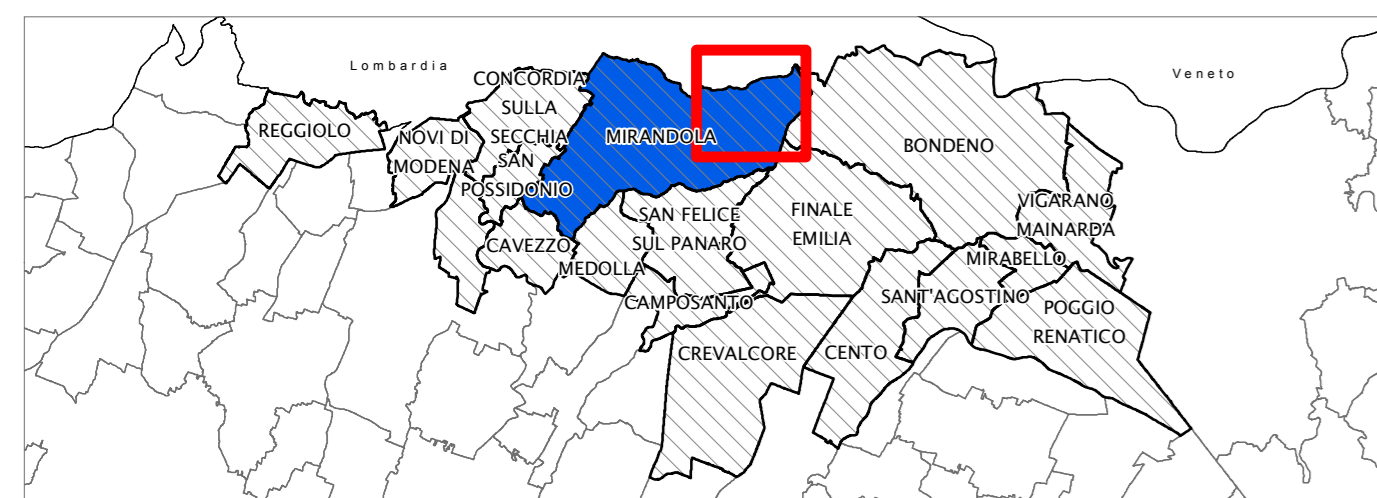 Lombardia
Veneto
CONCORDIA
SULLA
SECCHIA
REGGIOLO
NOVI DI
MODENA
SAN
POSSIDONIO
MIRANDOLA
BONDENO
CAVEZZO
MEDOLLA
SAN FELICE
SUL PANARO
FINALE
EMILIA
VIGARANO
MAINARDA
MIRABELLO
CAMPOSANTO
SANT'AGOSTINO
POGGIO
RENATICO
CREVALCORE
CENTO